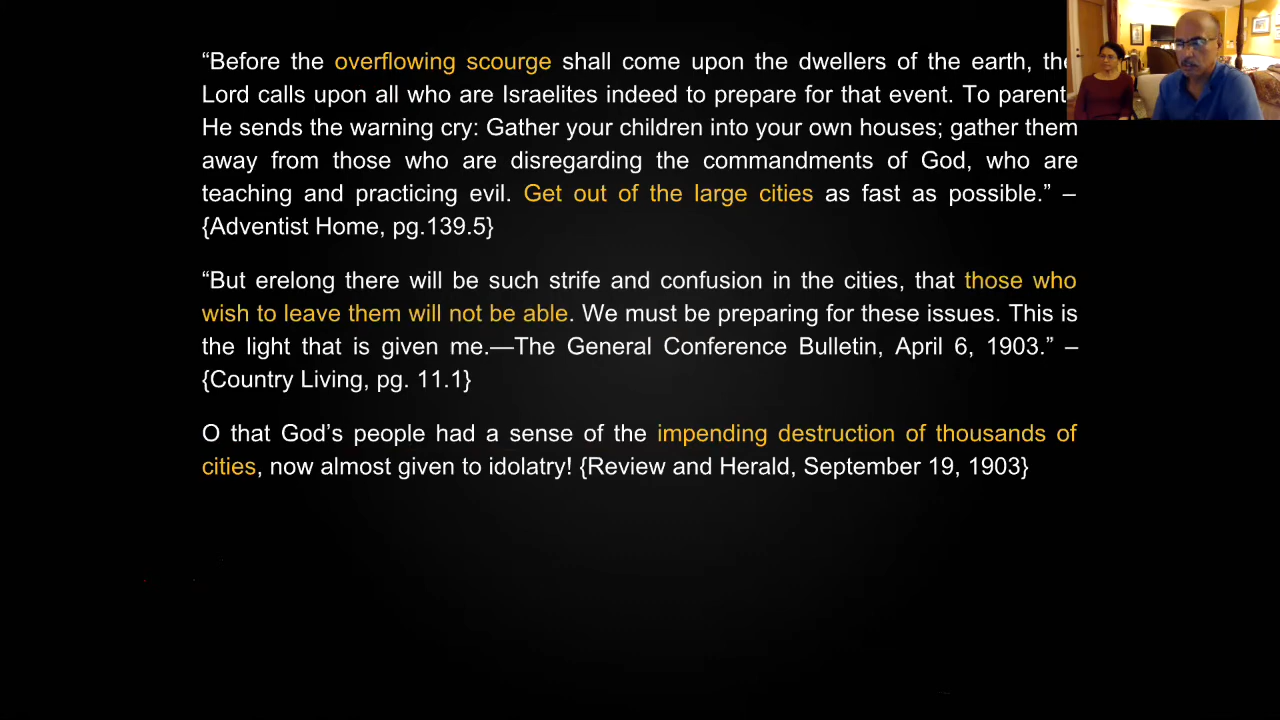 “Before the overflowing scourge shall come upon the dwellers of the earth, the
Lord calls upon all who are Israelites indeed to prepare for that event. To parent
He sends the warning cry: Gather your children into your own houses; gather them
away from those who are disregarding the commandments of God, who are
teaching and practicing evil. Get out of the large cities as fast as possible.” –
{Adventist Home, pg.139.5}
“But erelong there will be such strife and confusion in the cities, that those who
wish to leave them will not be able. We must be preparing for these issues. This is
the light that is given me.—The General Conference Bulletin, April 6, 1903.” –
{Country Living, pg. 11.1}
O that God’s people had a sense of the impending destruction of thousands of
cities, now almost given to idolatry! {Review and Herald, September 19, 1903}